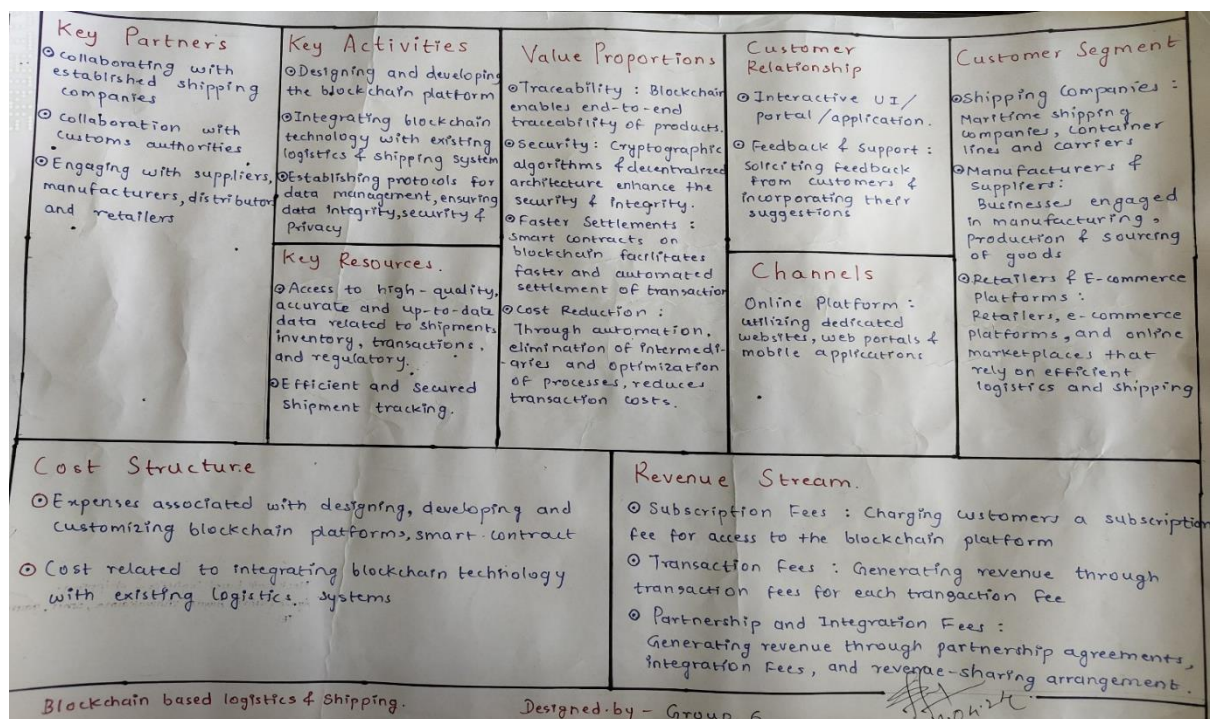 Key Partners
⊙ Collaborating with
established shipping
companies
⊙ collaboration with
customs authorities
⊙ Engaging with suppliers,
manufacturers, distributor
and retailers
Key Activities
⊙ Designing and developing
the blockchain platform
⊙ Integrating blockchain
technology with existing
logistics & shipping system
⊙ Establishing protocols for
data management, ensuring
data integrity, security &
Privacy
Key Resources.
⊙ Access to high-quality,
accurate and up-to-date
data related to shipments
inventory, transactions,
and regulatory.
⊙ Efficient and secured
Shipment tracking.
Value Proportions
⊙ Traceability : Blockchain
enables end-to-end
traceability of products.
⊙ Security : Cryptographic
algorithms & decentralized
architecture enhance the
security & integrity.
⊙ Faster Settlements :
Smart contracts on
blockchain facilitates
faster and automated
settlement of transaction
⊙ Cost Reduction :
Through automation,
elimination of intermedi-
-aries and optimization
of processes, reduces
transaction costs.
Customer
Relationship
⊙ Interactive UI/
portal/application.
⊙ Feedback & Support :
Soliciting feedback
from customers &
incorporating their
suggestions
Channels
Online Platform :
utilizing dedicated
websites, web portals &
mobile applications
Customer Segment
⊙ Shipping Companies :
Maritime shipping
companies, container
lines and carriers
⊙ Manufacturers &
Suppliers:
Businesses engaged
in manufacturing,
production & sourcing
of goods
⊙ Retailers & E-commerce
Platforms :
Retailers, e-commerce
platforms, and online
marketplaces that
rely on efficient
logistics and shipping
Cost Structure
⊙ Expenses associated with designing, developing and
customizing blockchain platforms, smart contract
⊙ Cost related to integrating blockchain technology
with existing logistics systems
Revenue Stream.
⊙ Subscription Fees : Charging customers a subscription
fee for access to the blockchain platform
⊙ Transaction Fees : Generating revenue through
transaction fees for each transaction fee
⊙ Partnership and Integration Fees :
Generating revenue through partnership agreements,
integration Fees, and revenue-sharing arrangement.
Blockchain based logistics & Shipping.
Designed by - Group 6